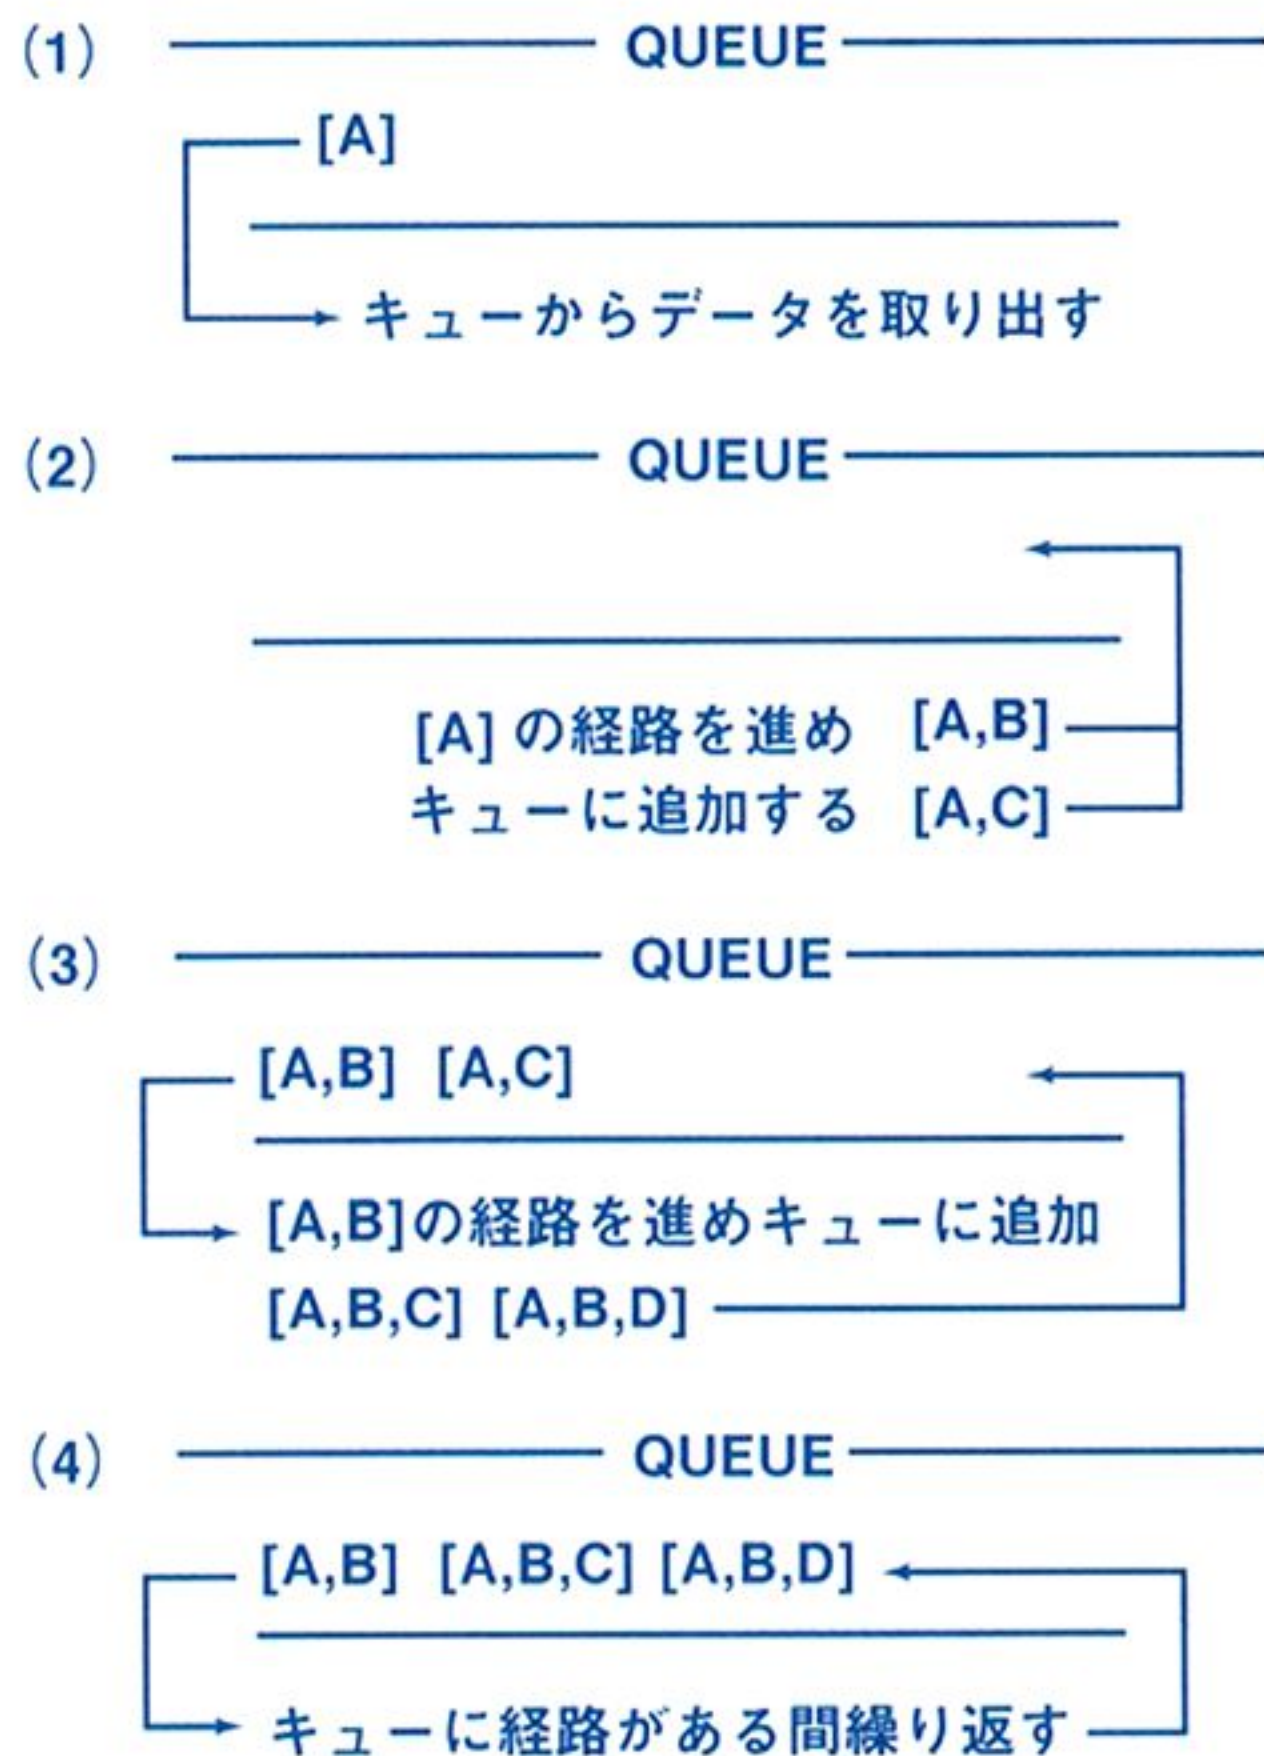 (1) QUEUE
[A]
キューからデータを取り出す
(2) QUEUE
[A] の経路を進め [A,B]
キューに追加する [A,C]
(3) QUEUE
[A,B] [A,C]
[A,B]の経路を進めキューに追加
[A,B,C] [A,B,D]
(4) QUEUE
[A,B] [A,B,C] [A,B,D]
キューに経路がある間繰り返す